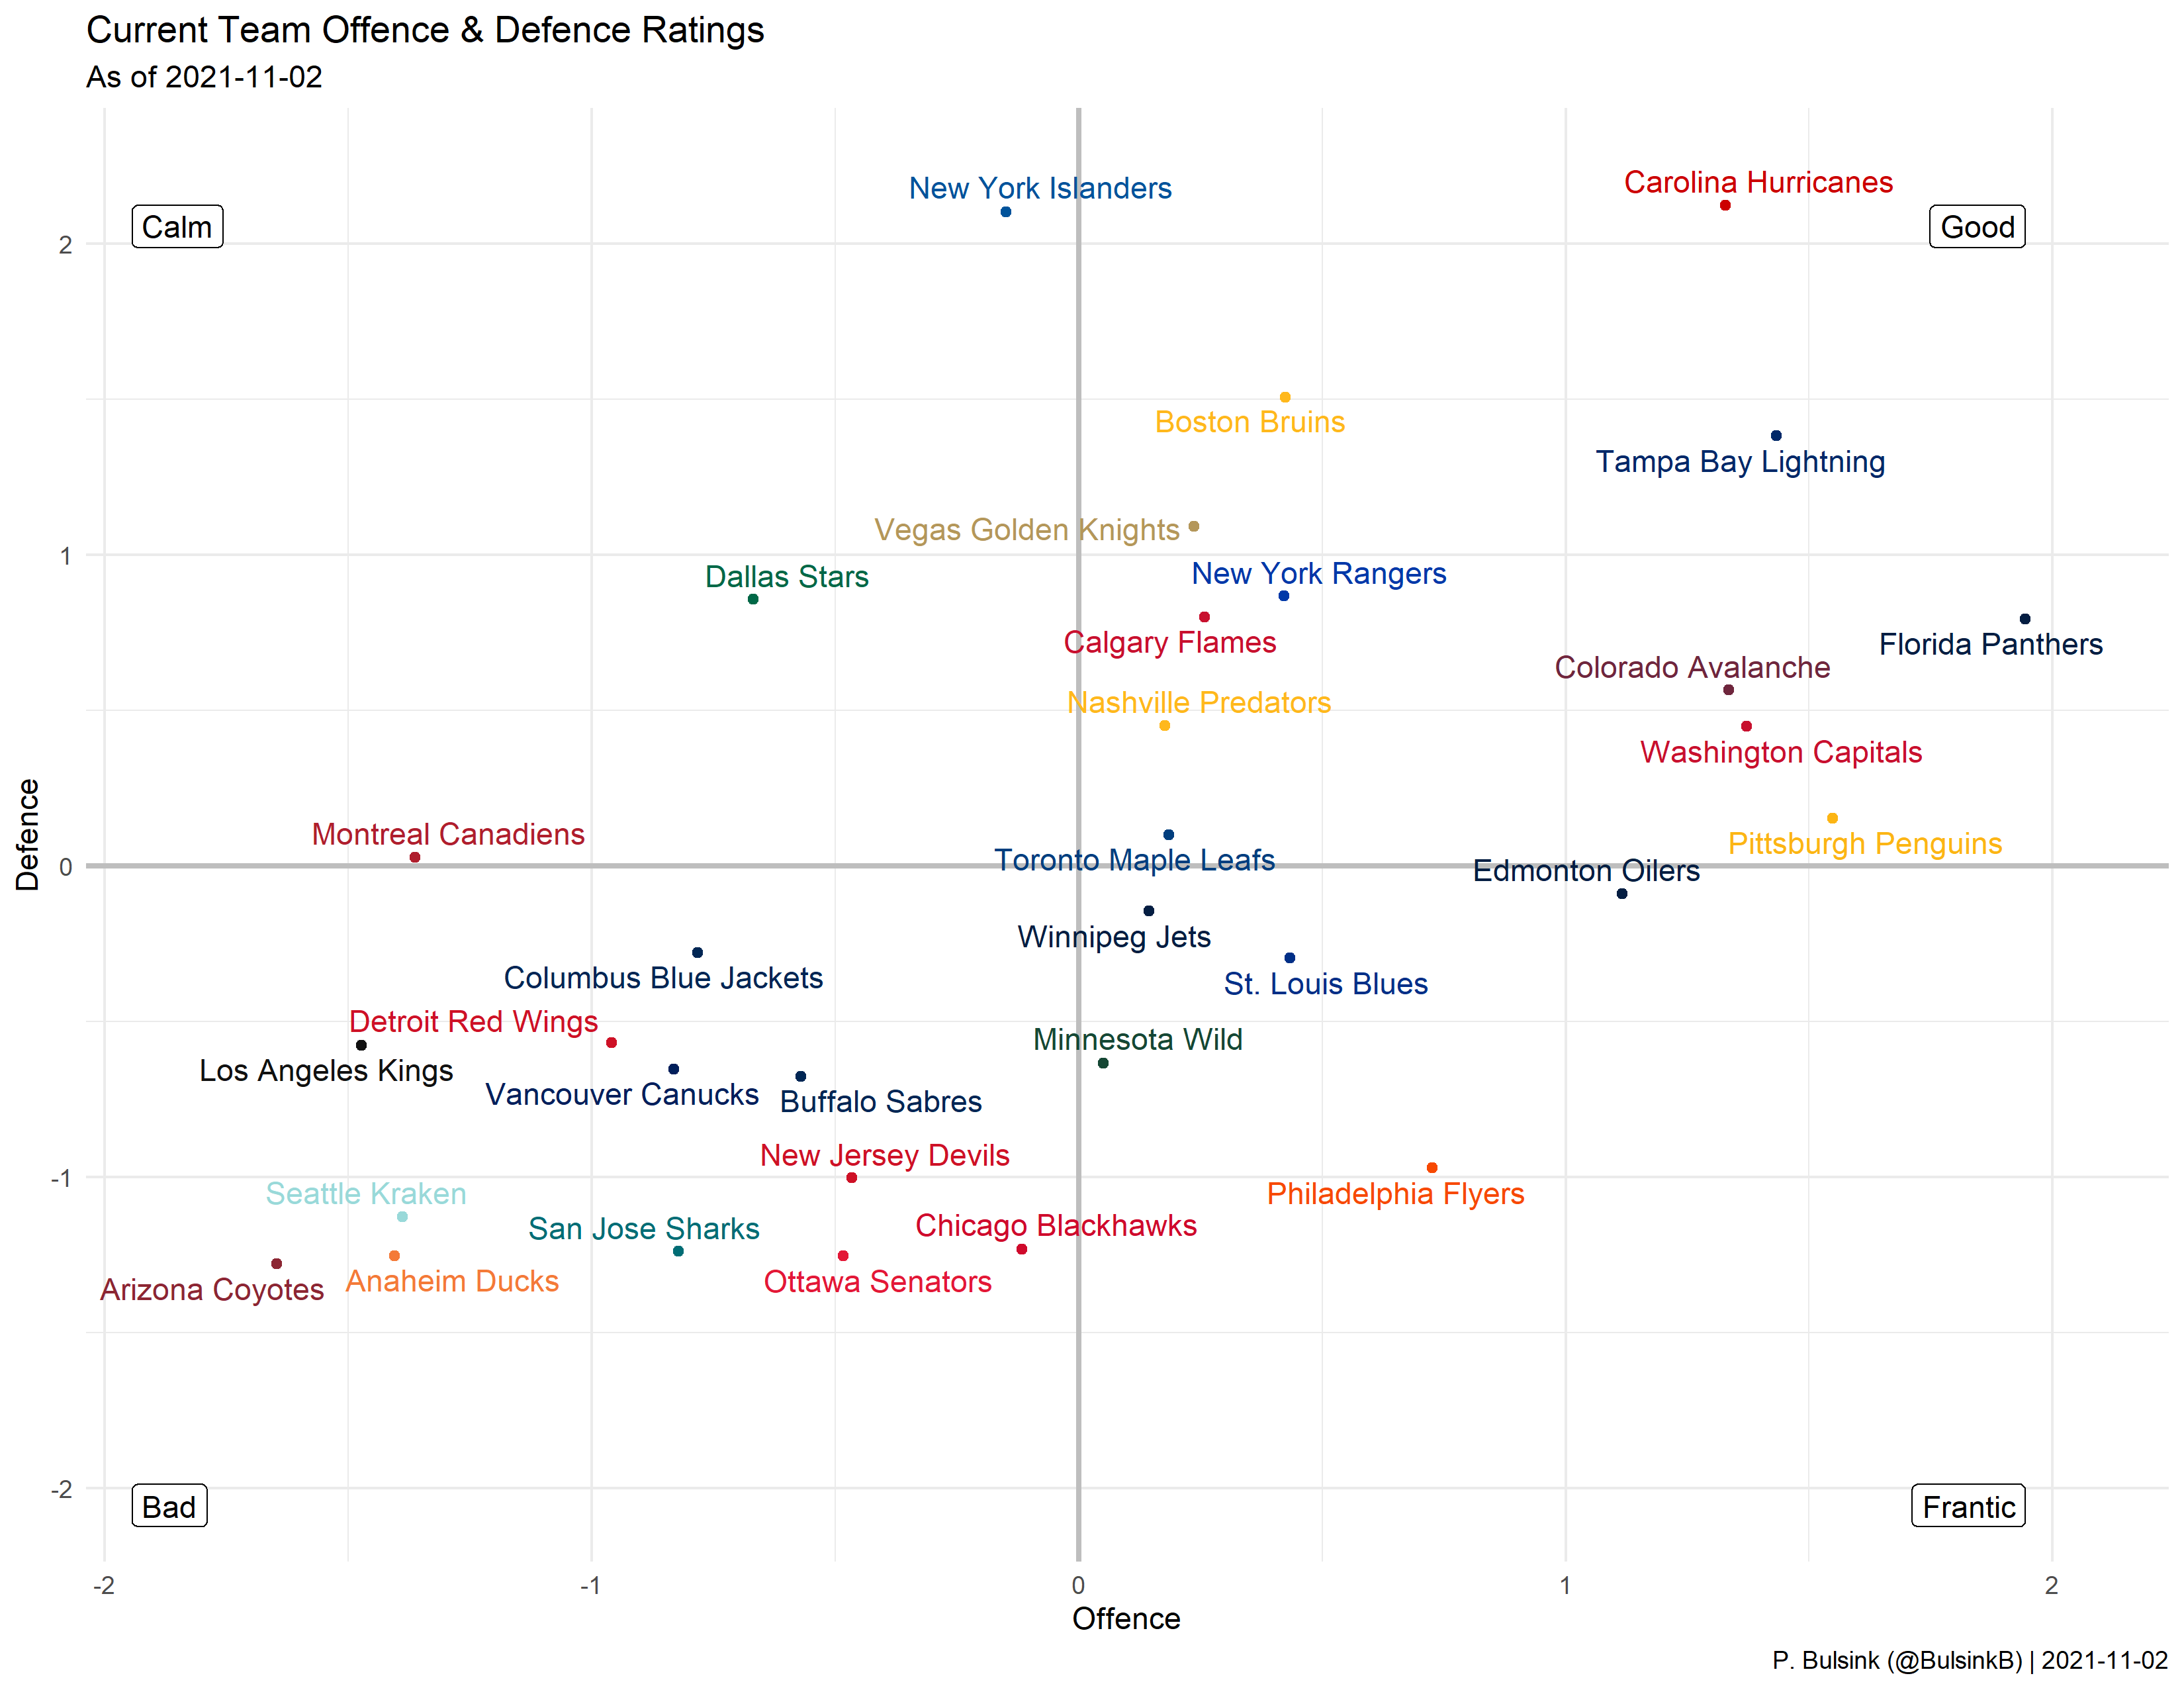 Current Team Offence & Defence Ratings
As of 2021-11-02
New York Islanders
Carolina Hurricanes
Calm
Good
2
Boston Bruins
Tampa Bay Lightning
Vegas Golden Knights
1
Dallas Stars
New York Rangers
Calgary Flames
Florida Panthers
Colorado Avalanche
Nashville Predators
Washington Capitals
Montreal Canadiens
Pittsburgh Penguins
Defence
0
Toronto Maple Leafs
Edmonton Oilers
Winnipeg Jets
Columbus Blue Jackets
St. Louis Blues
Detroit Red Wings
Minnesota Wild
Los Angeles Kings
Vancouver Canucks
Buffalo Sabres
New Jersey Devils
-1
Seattle Kraken
Philadelphia Flyers
San Jose Sharks
Chicago Blackhawks
Arizona Coyotes
Anaheim Ducks
Ottawa Senators
-2
Bad
Frantic
-2 -1 0 1 2
Offence
P. Bulsink (@BulsinkB) | 2021-11-02